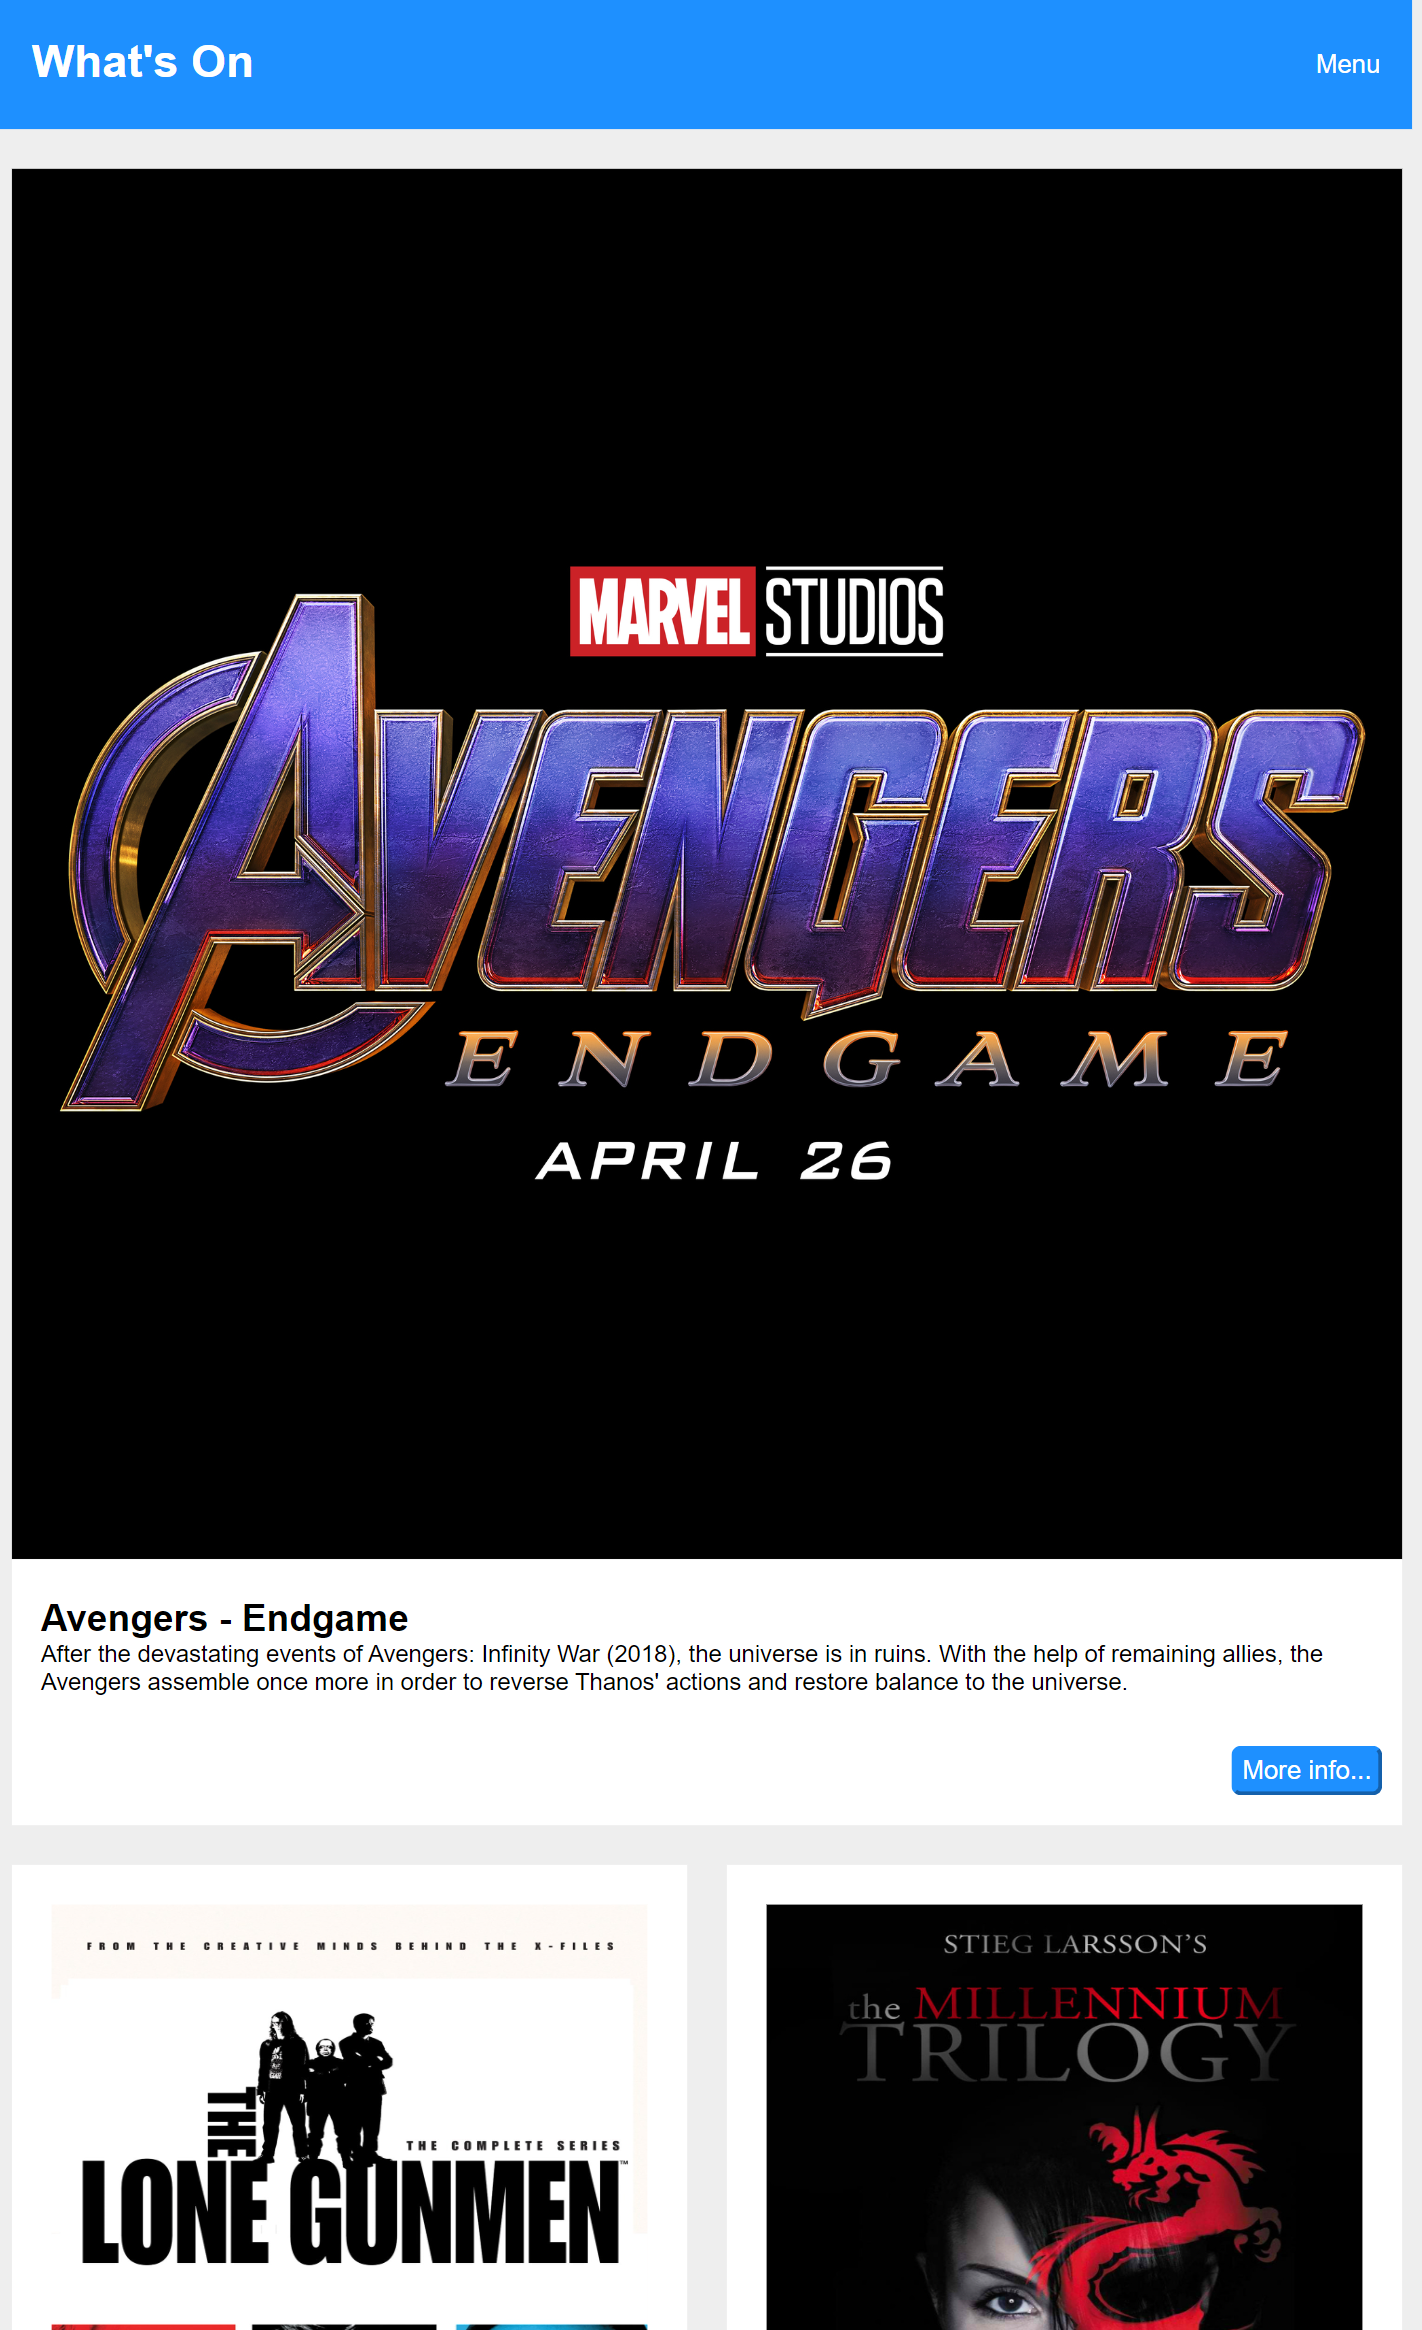 What's On
Menu
MARVEL STUDIOS
AVENGERS
ENDGAME
APRIL 26
Avengers - Endgame
After the devastating events of Avengers: Infinity War (2018), the universe is in ruins. With the help of remaining allies, the
Avengers assemble once more in order to reverse Thanos' actions and restore balance to the universe.
More info...
FROM THE CREATIVE MINDS BEHIND THE X-FILES
THE
THE COMPLETE SERIES
LONE GUNMEN™
STIEG LARSSON'S
the MILLENNIUM
TRILOGY